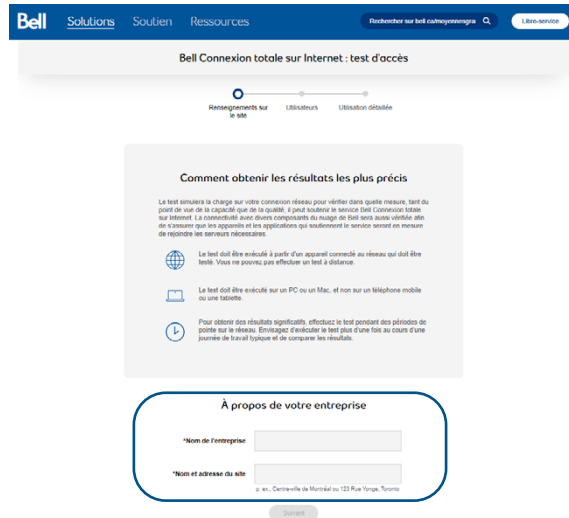 Bell Solutions Soutien Ressources Rechercher sur bell.ca/moyennengra Libre-service
Bell Connexion totale sur Internet : test d'accès
Renseignements sur
le site
Utilisateurs
Utilisation détaillée
Comment obtenir les résultats les plus précis
Le test simulera la charge sur votre connexion réseau pour vérifier dans quelle mesure, tant du
point de vue de la capacité que de la qualité, il peut soutenir le service Bell Connexion totale
sur Internet. La connectivité avec divers composants du nuage de Bell sera aussi vérifiée afin
de s'assurer que les appareils et les applications qui soutiennent le service seront en mesure
de rejoindre les serveurs nécessaires.
Le test doit être exécuté à partir d'un appareil connecté au réseau qui doit être
testé. Vous ne pouvez pas effectuer un test à distance.
Le test doit être exécuté sur un PC ou un Mac, et non sur un téléphone mobile
ou une tablette.
Pour obtenir des résultats significatifs, effectuez le test pendant des périodes de
pointe sur le réseau. Envisagez d'exécuter le test plus d'une fois au cours d'une
journée de travail typique et de comparer les résultats.
À propos de votre entreprise
*Nom de l'entreprise
*Nom et adresse du site
p. ex., Centre-ville de Montréal ou 123 Rue Yonge, Toronto
Suivant